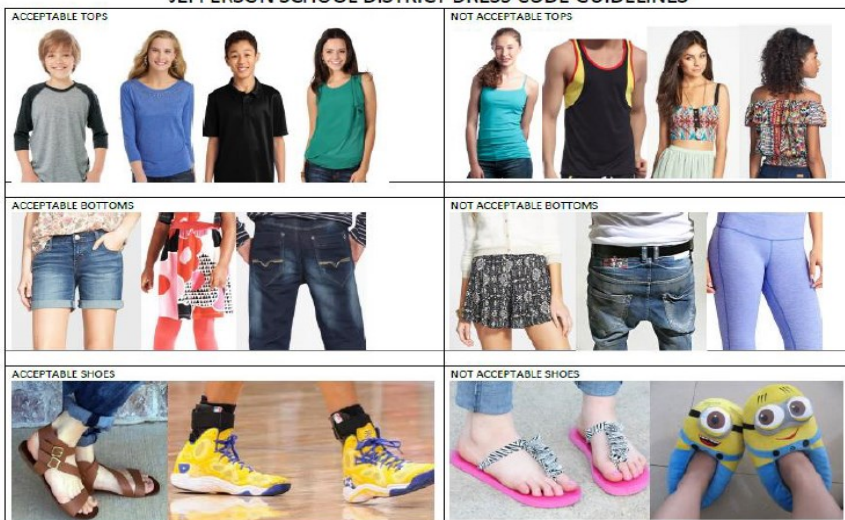 JEFFERSON SCHOOL DISTRICT DRESS CODE GUIDELINES
ACCEPTABLE TOPS
NOT ACCEPTABLE TOPS
ACCEPTABLE BOTTOMS
NOT ACCEPTABLE BOTTOMS
ACCEPTABLE SHOES
NOT ACCEPTABLE SHOES